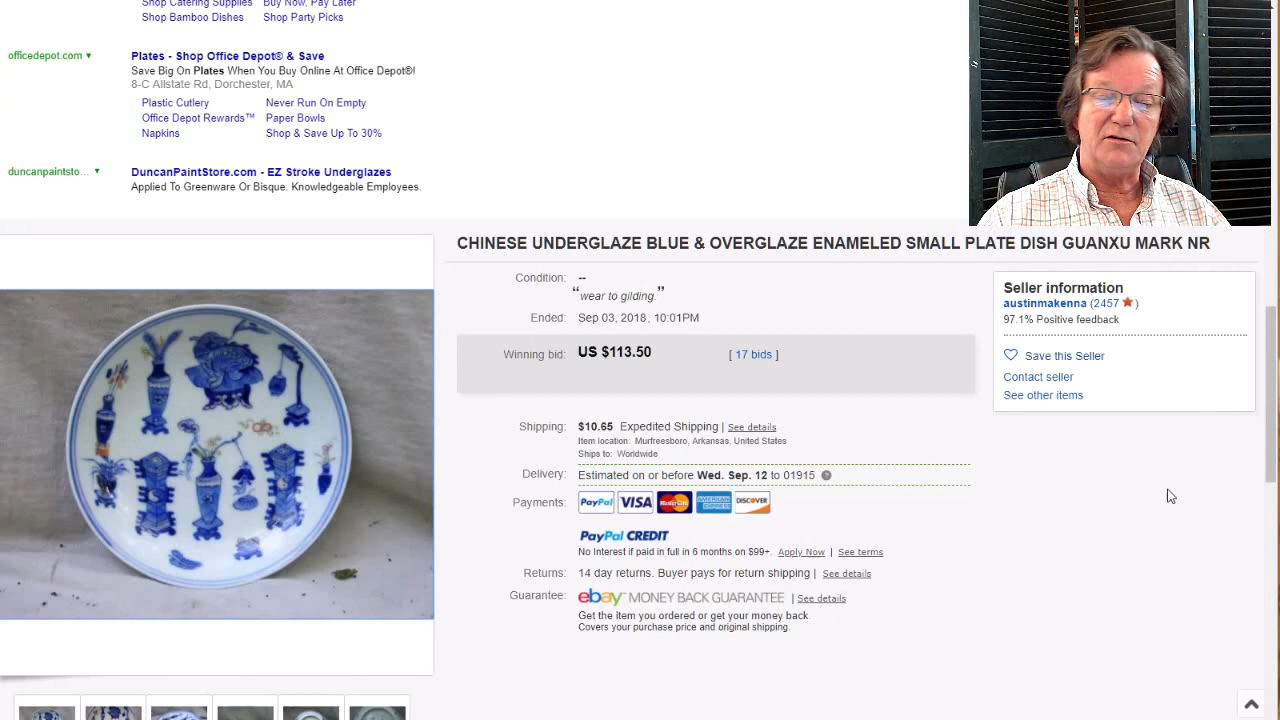 Shop Catering Supplies Buy Now, Pay Later
Shop Bamboo Dishes Shop Party Picks
officedepot.com ▾
Plates - Shop Office Depot® & Save
Save Big On Plates When You Buy Online At Office Depot®!
8-C Allstate Rd, Dorchester, MA
Plastic Cutlery Never Run On Empty
Office Depot Rewards™ Paper Bowls
Napkins Shop & Save Up To 30%
duncanpaintsto... ▾
DuncanPaintStore.com - EZ Stroke Underglazes
Applied To Greenware Or Bisque. Knowledgeable Employees.
CHINESE UNDERGLAZE BLUE & OVERGLAZE ENAMELED SMALL PLATE DISH GUANXU MARK NR
Condition: --
“wear to gilding.”
Ended: Sep 03, 2018, 10:01PM
Winning bid: US $113.50 [ 17 bids ]
Shipping: $10.65 Expedited Shipping | See details
Item location: Murfreesboro, Arkansas, United States
Ships to: Worldwide
Delivery: Estimated on or before Wed. Sep. 12 to 01915 ?
Payments: PayPal VISA MasterCard AMERICAN EXPRESS DISCOVER
PayPal CREDIT
No Interest if paid in full in 6 months on $99+. Apply Now | See terms
Returns: 14 day returns. Buyer pays for return shipping | See details
Guarantee: ebay MONEY BACK GUARANTEE | See details
Get the item you ordered or get your money back.
Covers your purchase price and original shipping.
Seller information
austinmakenna (2457 ★)
97.1% Positive feedback
Save this Seller
Contact seller
See other items